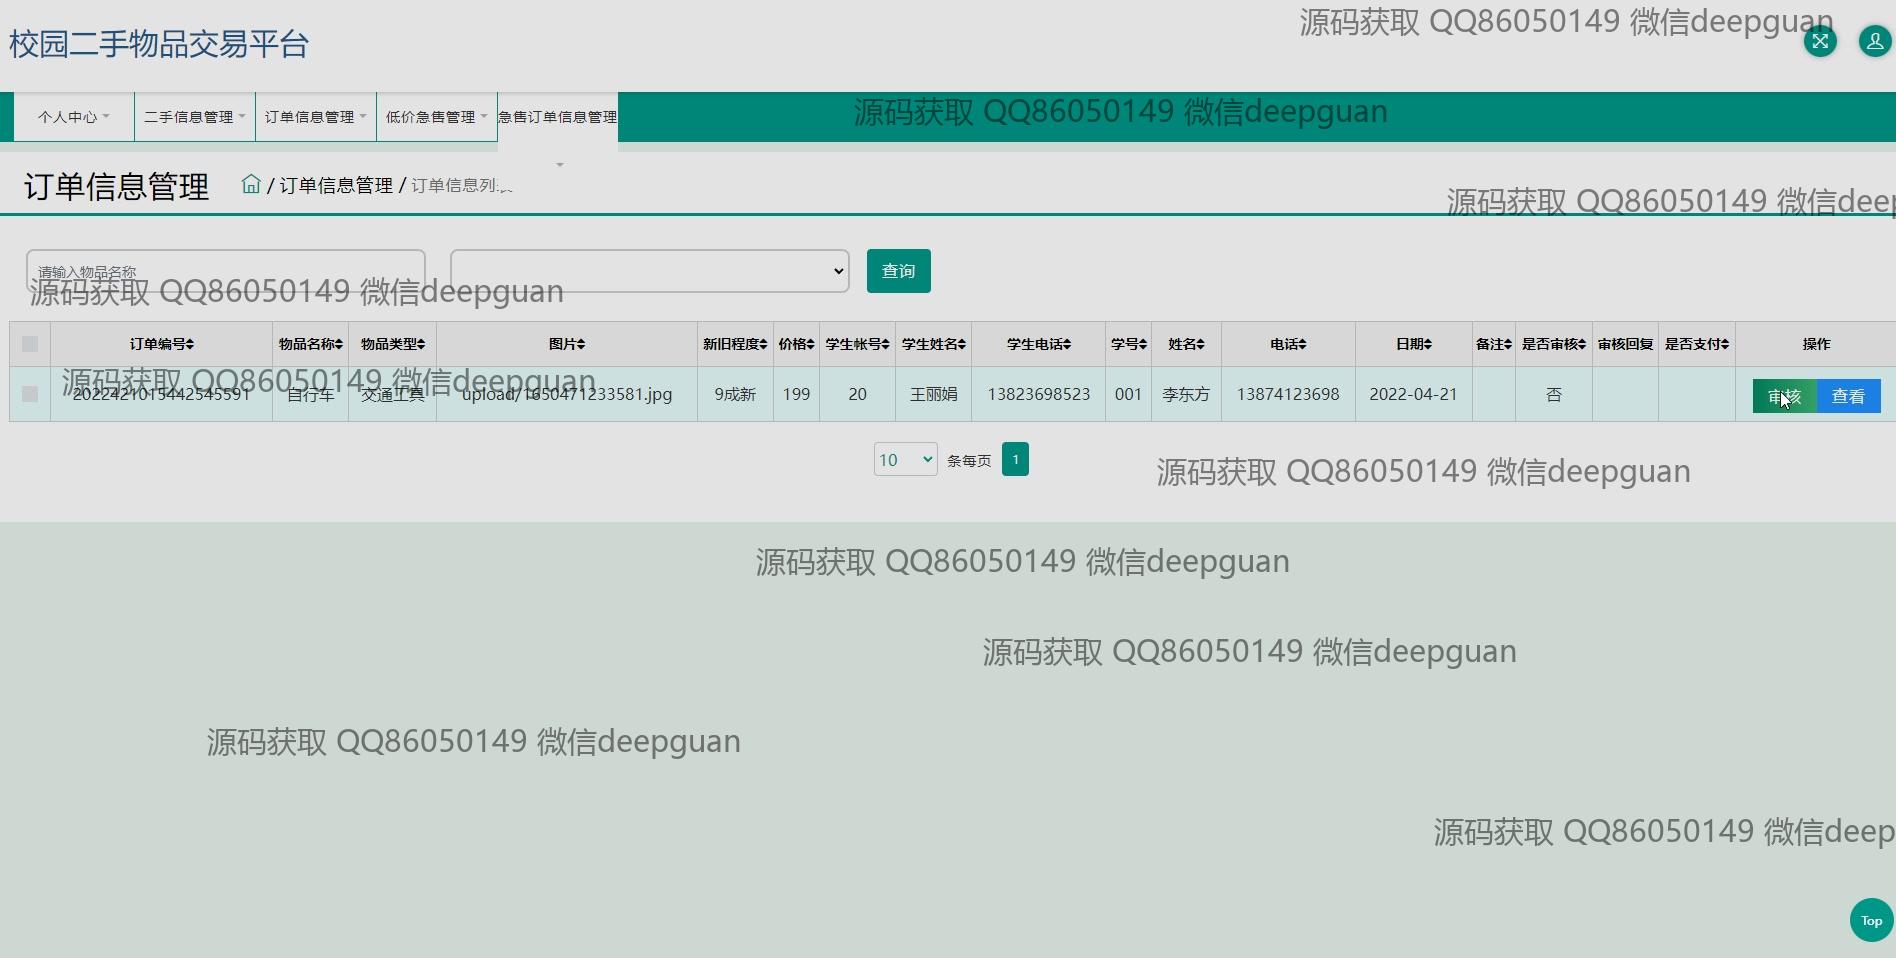 校园二手物品交易平台
源码获取 QQ86050149 微信deepguan
个人中心 二手信息管理 订单信息管理 低价急售管理 急售订单信息管理
源码获取 QQ86050149 微信deepguan
订单信息管理 / 订单信息管理 / 订单信息列
源码获取 QQ86050149 微信deep
请输入物品名称 查询
源码获取 QQ86050149 微信deepguan
订单编号 物品名称 物品类型 图片 新旧程度 价格 学生帐号 学生姓名 学生电话 学号 姓名 电话 日期 备注 是否审核 审核回复 是否支付 操作
源码获取 QQ86050149 微信deepguan
2022421015442545591 自行车 交通工具 upload/1650471233581.jpg 9成新 199 20 王丽娟 13823698523 001 李东方 13874123698 2022-04-21 否 审核 查看
10 条每页 1
源码获取 QQ86050149 微信deepguan
源码获取 QQ86050149 微信deepguan
源码获取 QQ86050149 微信deepguan
源码获取 QQ86050149 微信deepguan
源码获取 QQ86050149 微信deep
Top